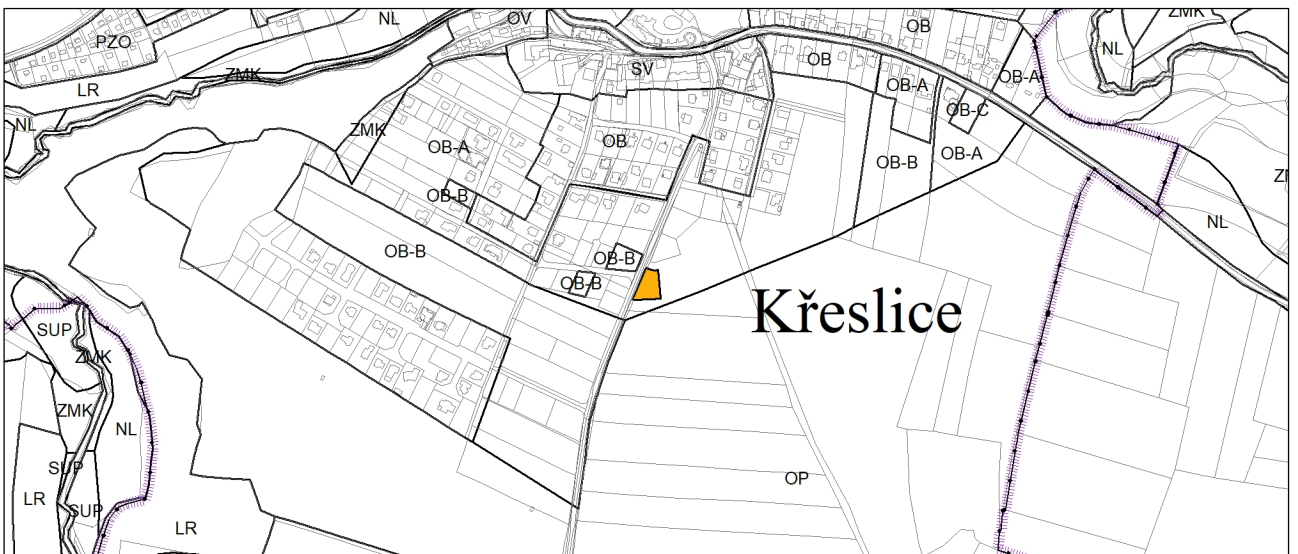 NL
OV
OB
ZMK
PZO
NL
ZMK
SV
OB
OB-A
LR
OB-A
NL
OB-C
ZMK
OB-A
OB
OB-A
OB-B
OB-B
NL
OB-B
OB-B
OB-B
Křeslice
SUP
ZMK
ZMK
NL
SUP
OP
LR
SUP
LR